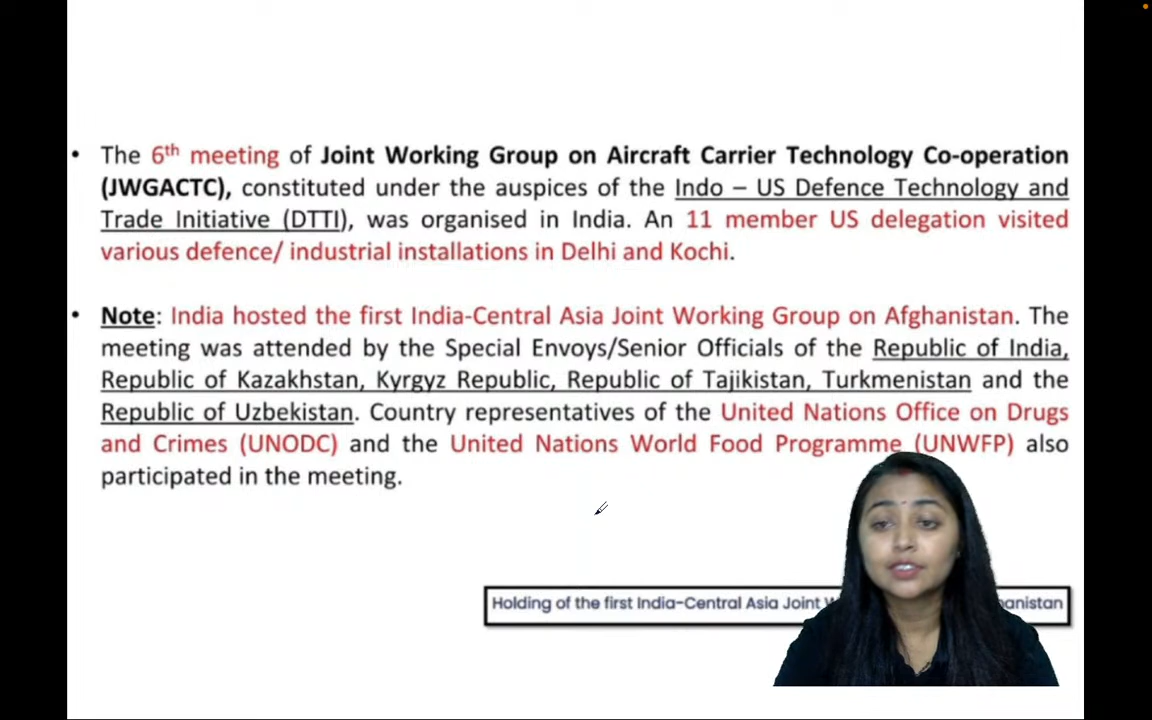 • The 6th meeting of Joint Working Group on Aircraft Carrier Technology Co-operation
(JWGACTC), constituted under the auspices of the Indo – US Defence Technology and
Trade Initiative (DTTI), was organised in India. An 11 member US delegation visited
various defence/ industrial installations in Delhi and Kochi.
• Note: India hosted the first India-Central Asia Joint Working Group on Afghanistan. The
meeting was attended by the Special Envoys/Senior Officials of the Republic of India,
Republic of Kazakhstan, Kyrgyz Republic, Republic of Tajikistan, Turkmenistan and the
Republic of Uzbekistan. Country representatives of the United Nations Office on Drugs
and Crimes (UNODC) and the United Nations World Food Programme (UNWFP) also
participated in the meeting.
Holding of the first India-Central Asia Joint